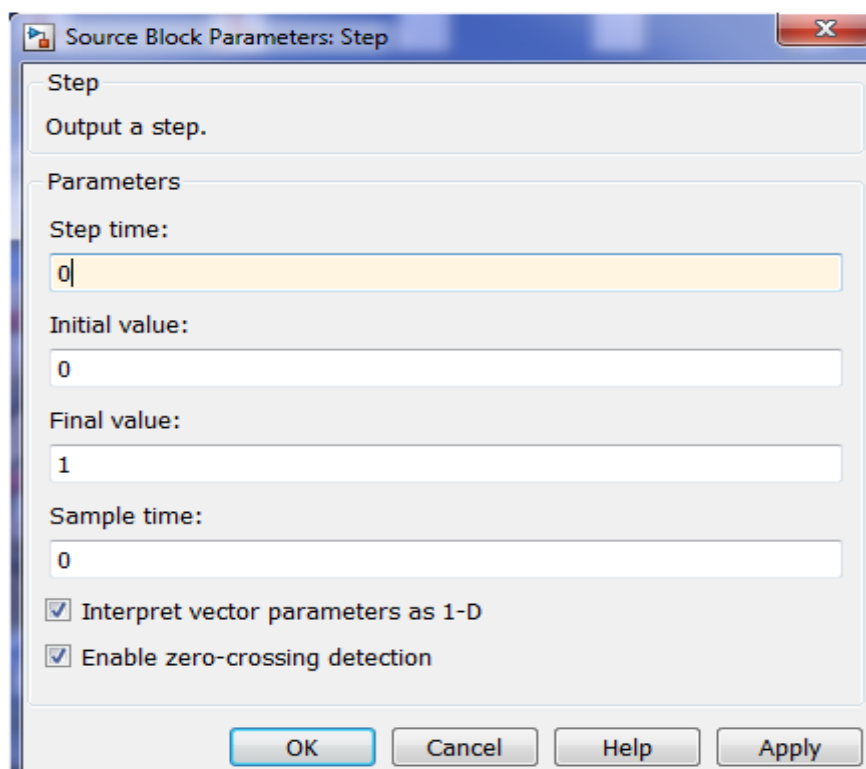 Source Block Parameters: Step
Step
Output a step.
Parameters
Step time:
0
Initial value:
0
Final value:
1
Sample time:
0
Interpret vector parameters as 1-D
Enable zero-crossing detection
OK Cancel Help Apply